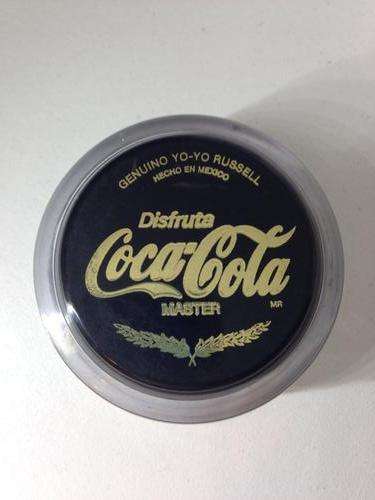 GENUINO YO-YO RUSSELL
HECHO EN MEXICO
Disfruta
Coca-Cola
MASTER
MR